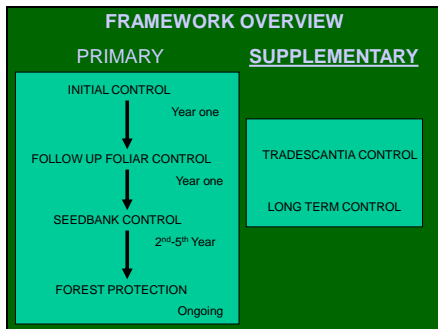 FRAMEWORK OVERVIEW
PRIMARY
INITIAL CONTROL
Year one
FOLLOW UP FOLIAR CONTROL
Year one
SEEDBANK CONTROL
2nd-5th Year
FOREST PROTECTION
Ongoing
SUPPLEMENTARY
TRADESCANTIA CONTROL
LONG TERM CONTROL